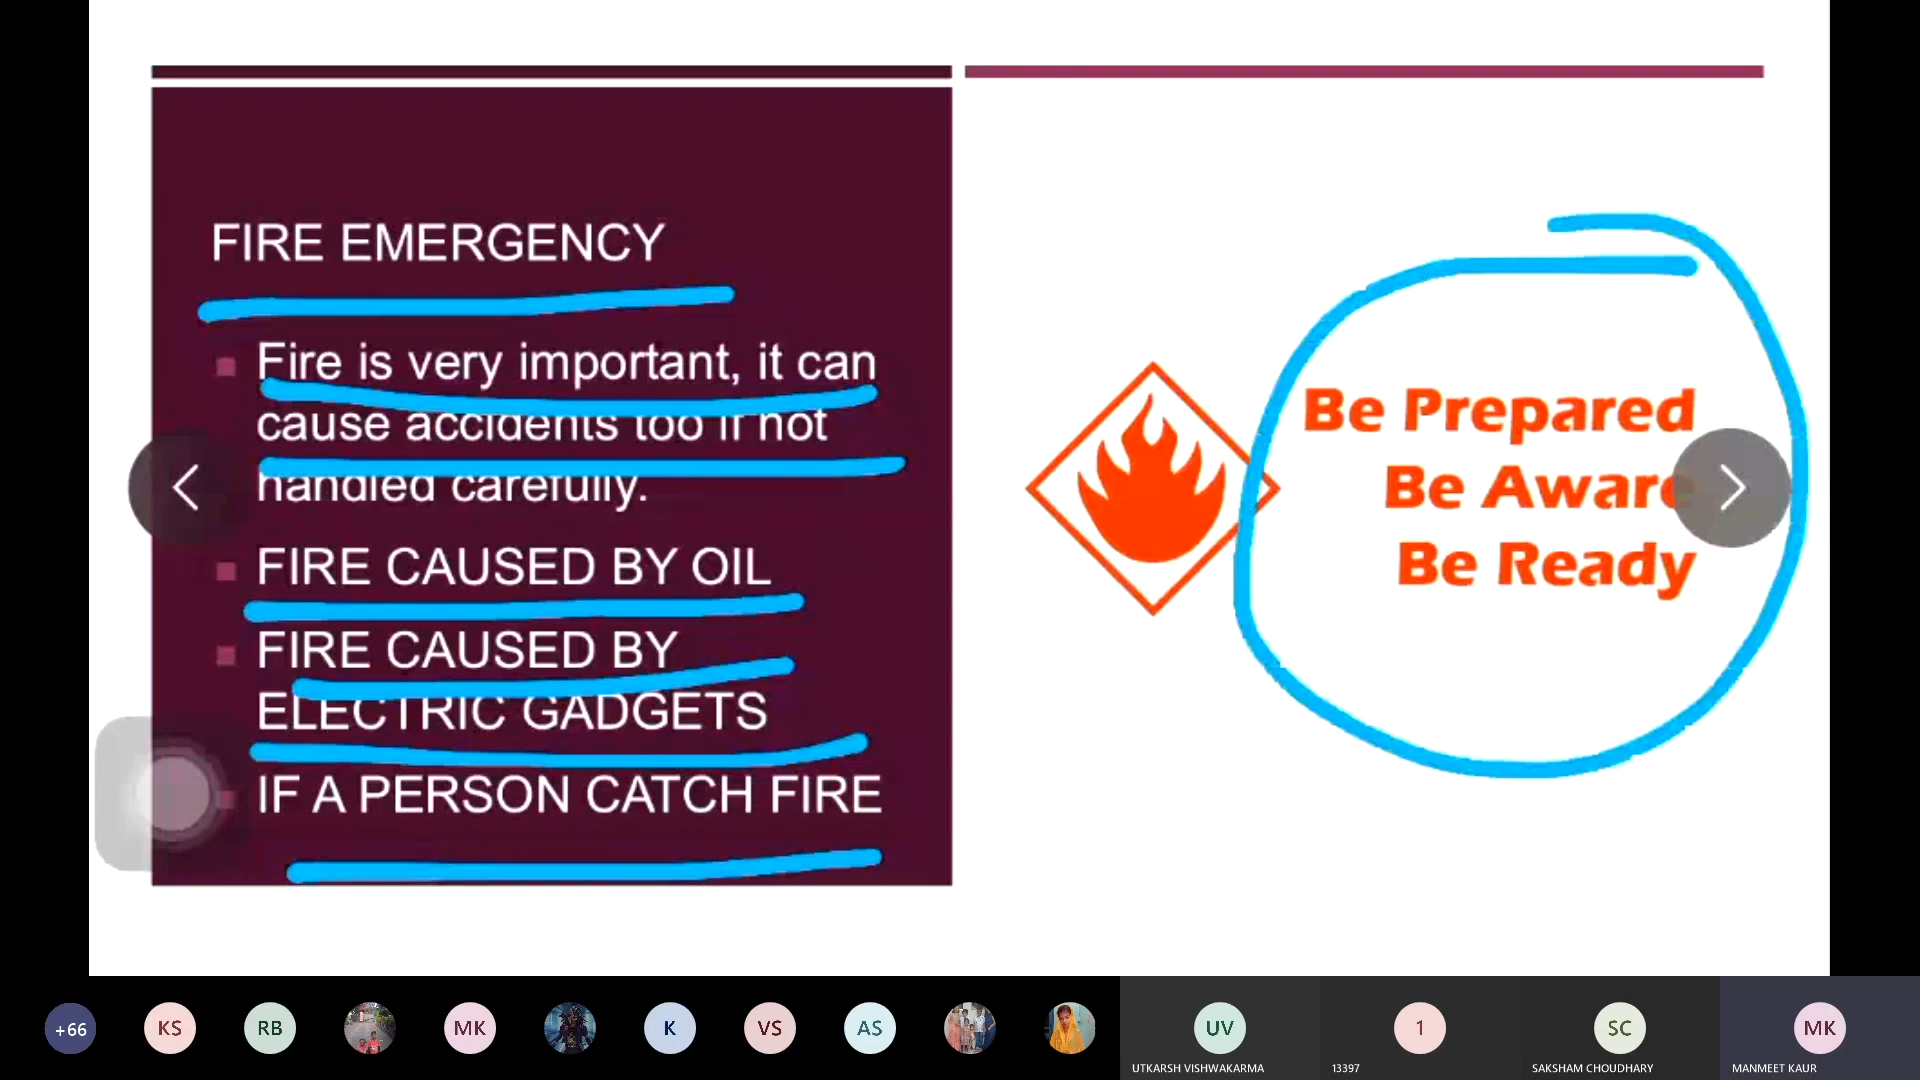 FIRE EMERGENCY
Fire is very important, it can
cause accidents too if not
handled carefully.
FIRE CAUSED BY OIL
FIRE CAUSED BY
ELECTRIC GADGETS
IF A PERSON CATCH FIRE
Be Prepared
Be Aware
Be Ready
+66
KS
RB
MK
K
VS
AS
UV
UTKARSH VISHWAKARMA
1
13397
SC
SAKSHAM CHOUDHARY
MK
MANMEET KAUR